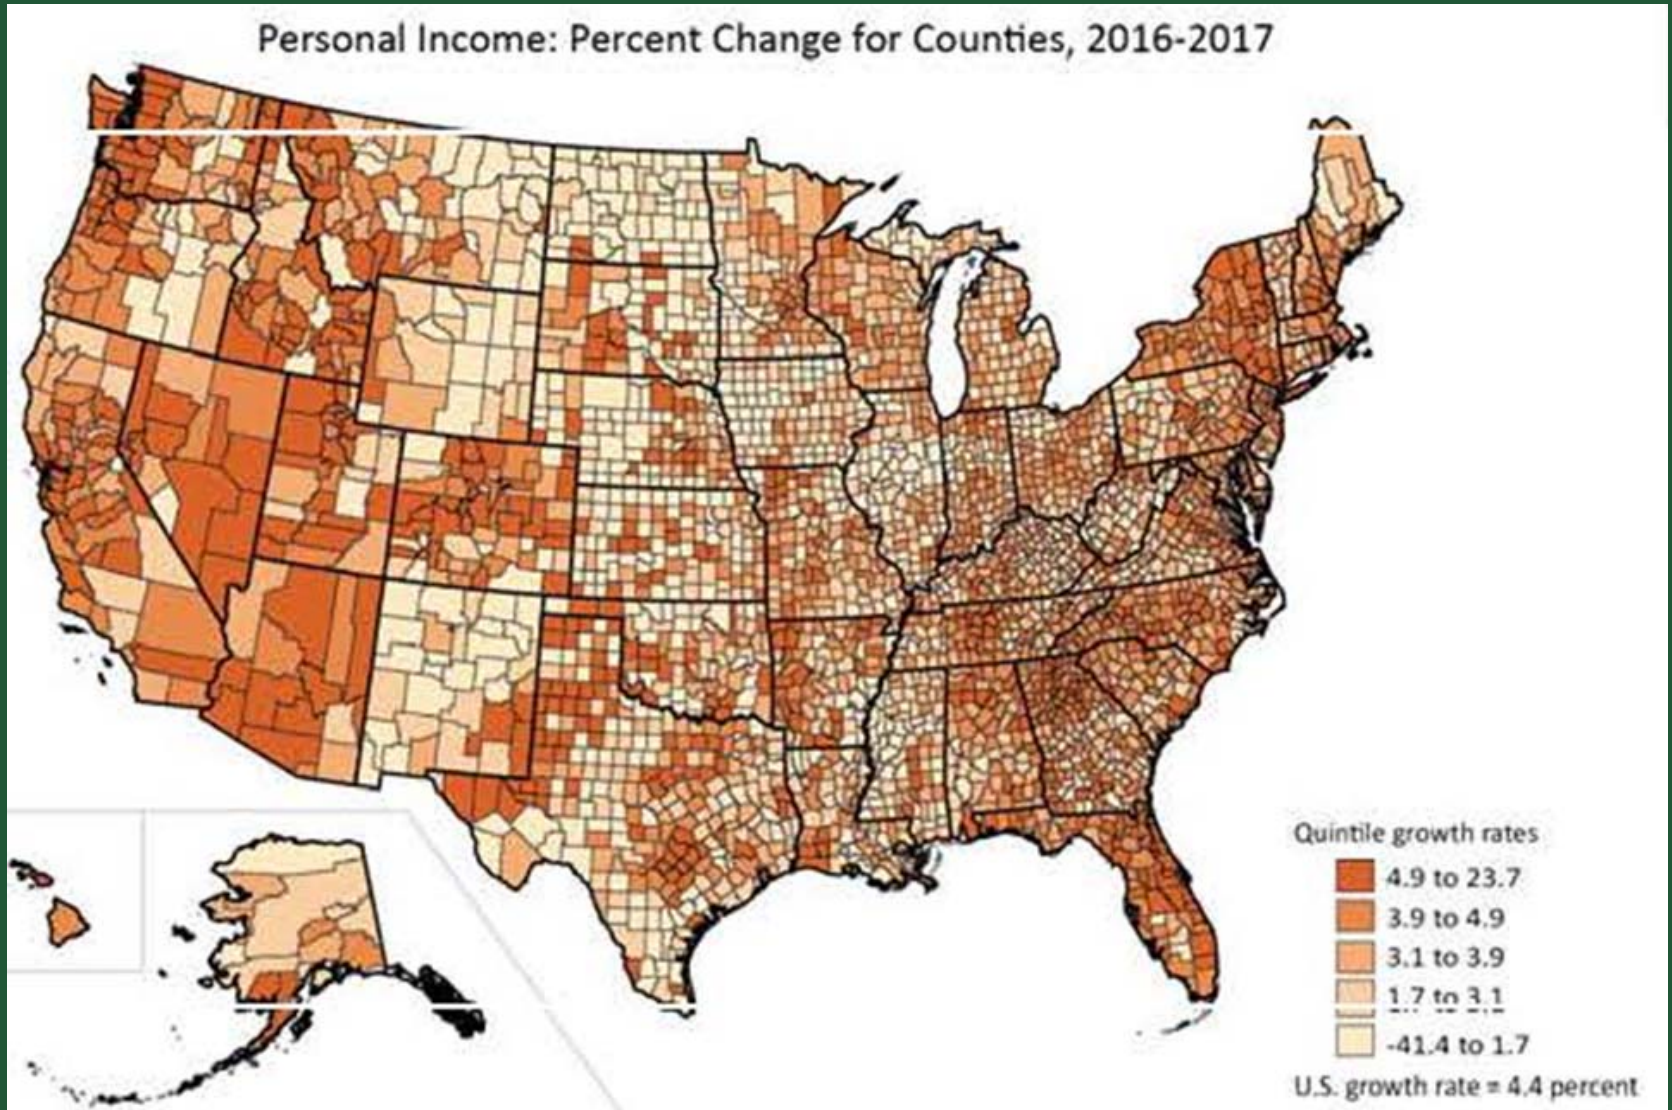 Personal Income: Percent Change for Counties, 2016-2017
Quintile growth rates
4.9 to 23.7
3.9 to 4.9
3.1 to 3.9
1.7 to 3.1
-41.4 to 1.7
U.S. growth rate = 4.4 percent